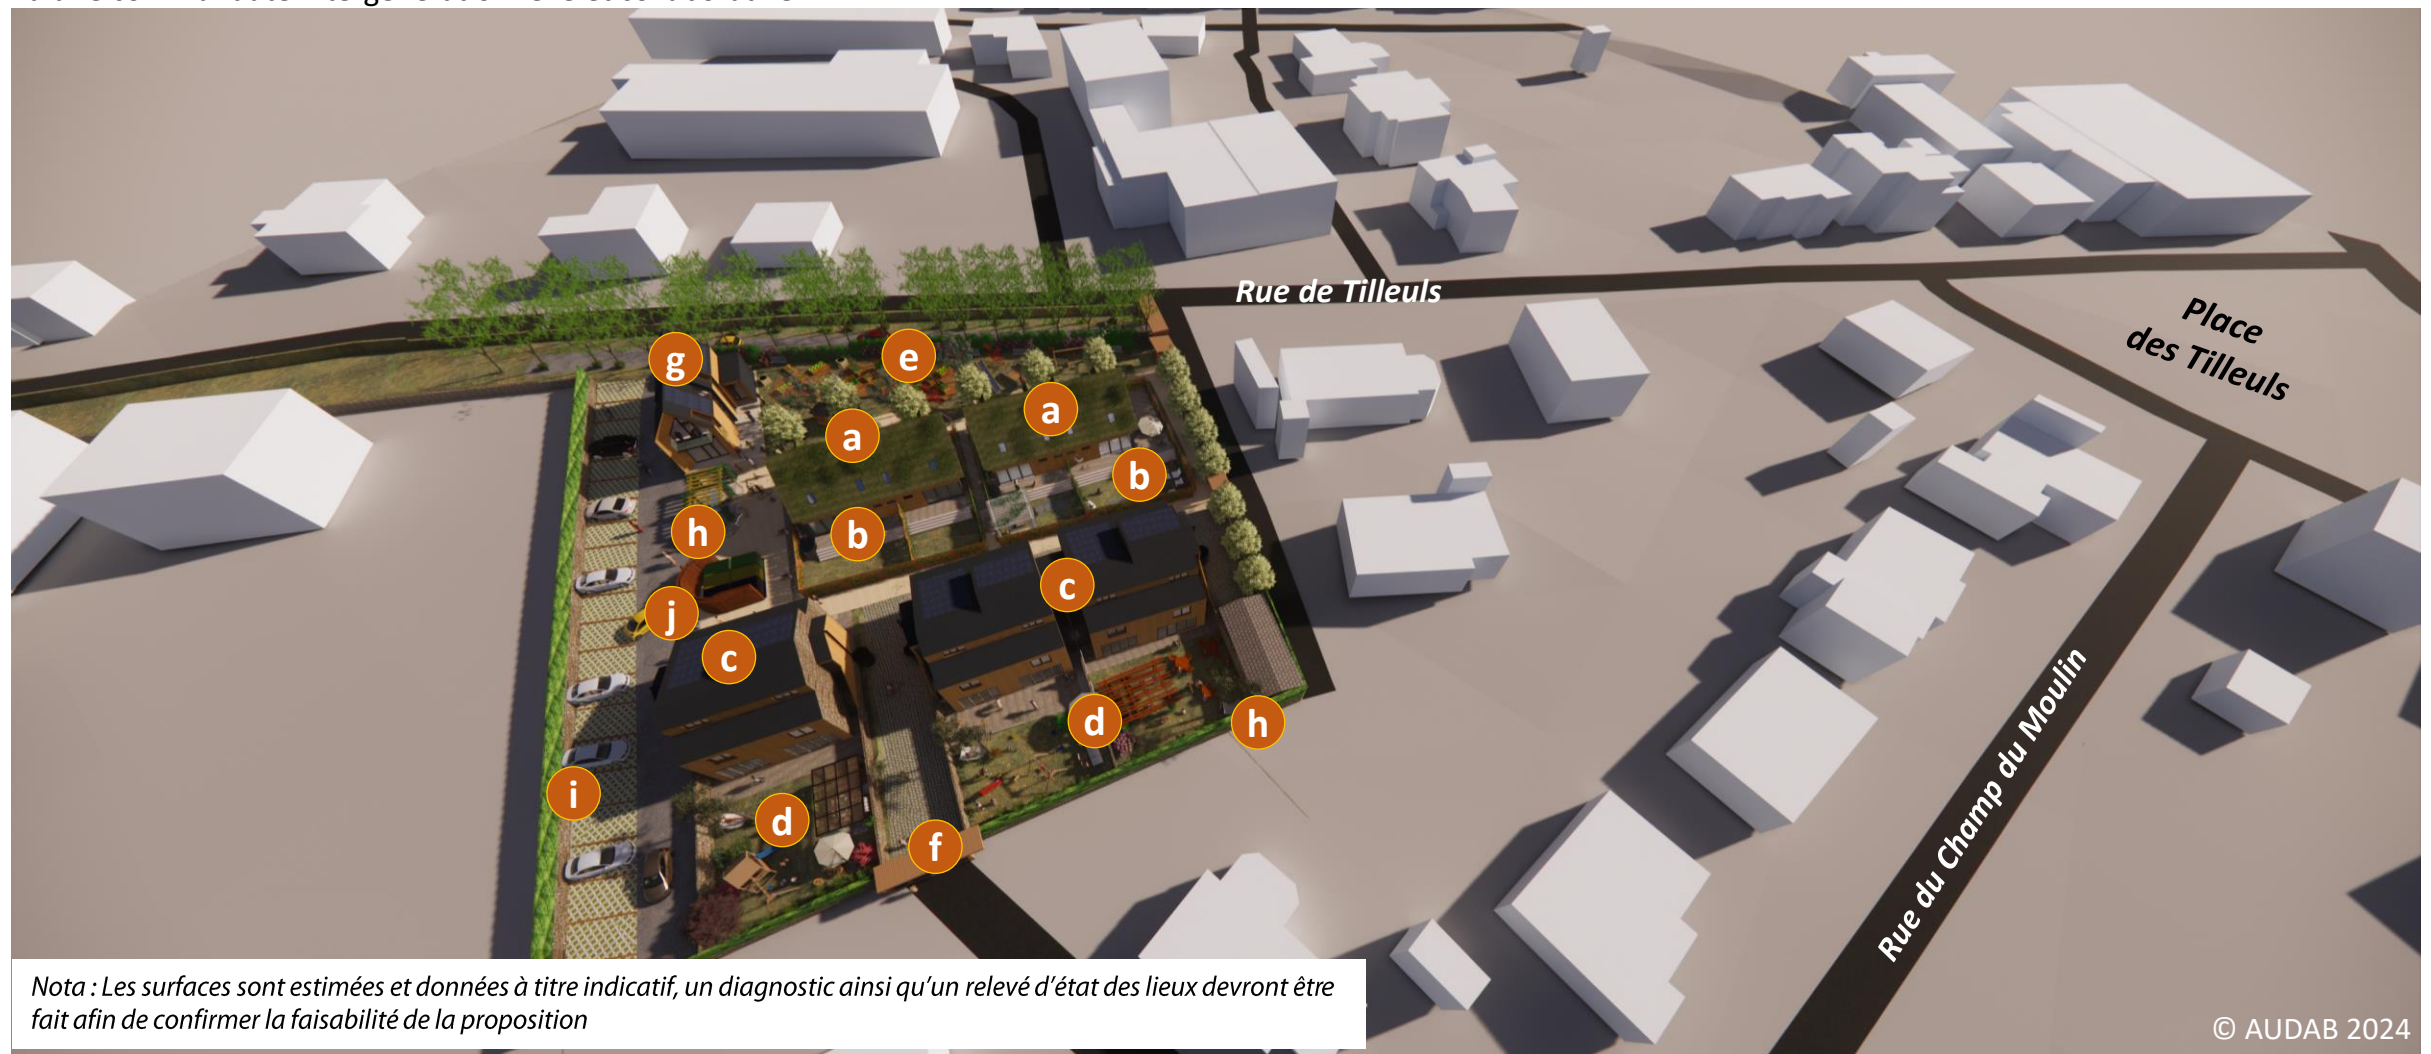 Rue de Tilleuls
Place
des Tilleuls
g
e
a
a
b
h
b
c
j
c
d
h
i
d
f
Rue du Champ du Moulin
Nota : Les surfaces sont estimées et données à titre indicatif, un diagnostic ainsi qu’un relevé d’état des lieux devront être
fait afin de confirmer la faisabilité de la proposition
© AUDAB 2024